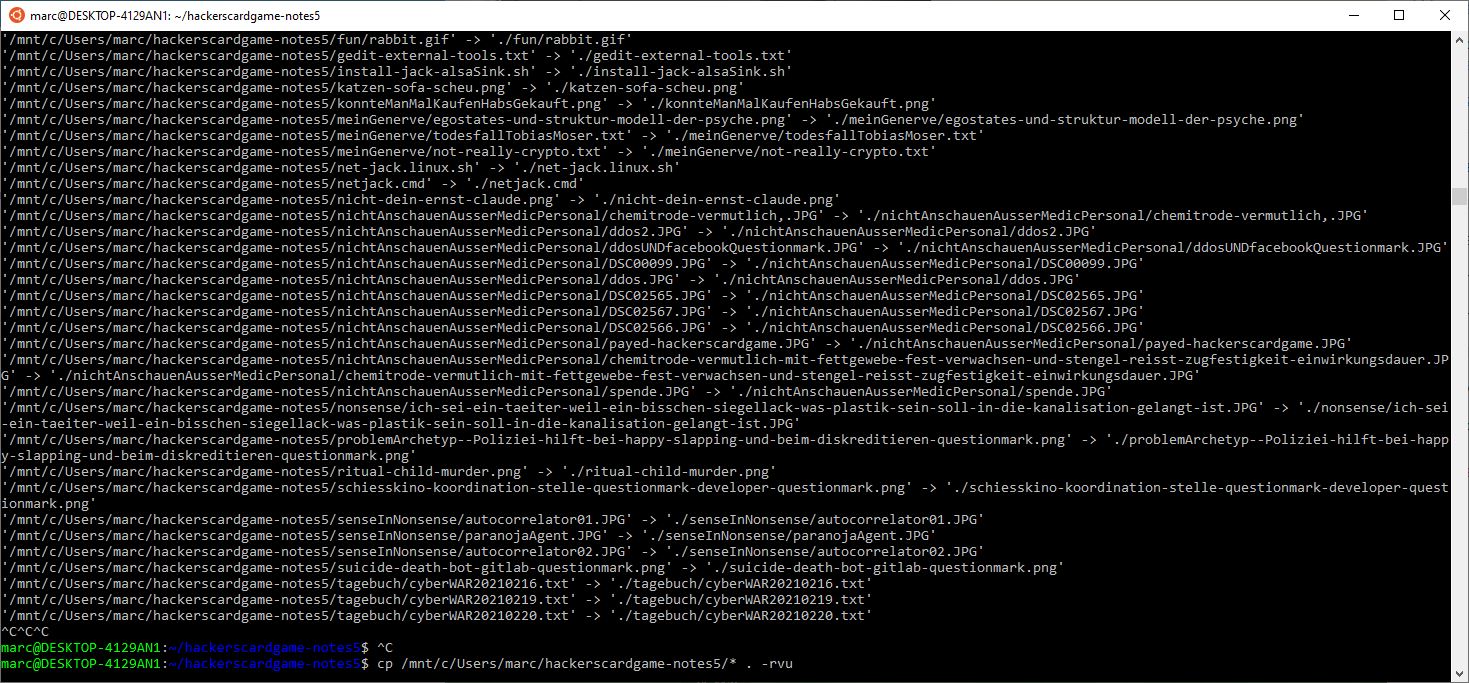 marc@DESKTOP-4129AN1: ~/hackerscardgame-notes5
'/mnt/c/Users/marc/hackerscardgame-notes5/fun/rabbit.gif' -> './fun/rabbit.gif'
'/mnt/c/Users/marc/hackerscardgame-notes5/gedit-external-tools.txt' -> './gedit-external-tools.txt'
'/mnt/c/Users/marc/hackerscardgame-notes5/install-jack-alsaSink.sh' -> './install-jack-alsaSink.sh'
'/mnt/c/Users/marc/hackerscardgame-notes5/katzen-sofa-scheu.png' -> './katzen-sofa-scheu.png'
'/mnt/c/Users/marc/hackerscardgame-notes5/konnteManMalKaufenHabsGekauft.png' -> './konnteManMalKaufenHabsGekauft.png'
'/mnt/c/Users/marc/hackerscardgame-notes5/meinGenerve/egostates-und-struktur-modell-der-psyche.png' -> './meinGenerve/egostates-und-struktur-modell-der-psyche.png'
'/mnt/c/Users/marc/hackerscardgame-notes5/meinGenerve/todesfallTobiasMoser.txt' -> './meinGenerve/todesfallTobiasMoser.txt'
'/mnt/c/Users/marc/hackerscardgame-notes5/meinGenerve/not-really-crypto.txt' -> './meinGenerve/not-really-crypto.txt'
'/mnt/c/Users/marc/hackerscardgame-notes5/net-jack.linux.sh' -> './net-jack.linux.sh'
'/mnt/c/Users/marc/hackerscardgame-notes5/netjack.cmd' -> './netjack.cmd'
'/mnt/c/Users/marc/hackerscardgame-notes5/nicht-dein-ernst-claude.png' -> './nicht-dein-ernst-claude.png'
'/mnt/c/Users/marc/hackerscardgame-notes5/nichtAnschauenAusserMedicPersonal/chemitrode-vermutlich,.JPG' -> './nichtAnschauenAusserMedicPersonal/chemitrode-vermutlich,.JPG'
'/mnt/c/Users/marc/hackerscardgame-notes5/nichtAnschauenAusserMedicPersonal/ddos2.JPG' -> './nichtAnschauenAusserMedicPersonal/ddos2.JPG'
'/mnt/c/Users/marc/hackerscardgame-notes5/nichtAnschauenAusserMedicPersonal/ddosUNDfacebookQuestionmark.JPG' -> './nichtAnschauenAusserMedicPersonal/ddosUNDfacebookQuestionmark.JPG'
'/mnt/c/Users/marc/hackerscardgame-notes5/nichtAnschauenAusserMedicPersonal/DSC00099.JPG' -> './nichtAnschauenAusserMedicPersonal/DSC00099.JPG'
'/mnt/c/Users/marc/hackerscardgame-notes5/nichtAnschauenAusserMedicPersonal/ddos.JPG' -> './nichtAnschauenAusserMedicPersonal/ddos.JPG'
'/mnt/c/Users/marc/hackerscardgame-notes5/nichtAnschauenAusserMedicPersonal/DSC02565.JPG' -> './nichtAnschauenAusserMedicPersonal/DSC02565.JPG'
'/mnt/c/Users/marc/hackerscardgame-notes5/nichtAnschauenAusserMedicPersonal/DSC02567.JPG' -> './nichtAnschauenAusserMedicPersonal/DSC02567.JPG'
'/mnt/c/Users/marc/hackerscardgame-notes5/nichtAnschauenAusserMedicPersonal/DSC02566.JPG' -> './nichtAnschauenAusserMedicPersonal/DSC02566.JPG'
'/mnt/c/Users/marc/hackerscardgame-notes5/nichtAnschauenAusserMedicPersonal/payed-hackerscardgame.JPG' -> './nichtAnschauenAusserMedicPersonal/payed-hackerscardgame.JPG'
'/mnt/c/Users/marc/hackerscardgame-notes5/nichtAnschauenAusserMedicPersonal/chemitrode-vermutlich-mit-fettgewebe-fest-verwachsen-und-stengel-reisst-zugfestigkeit-einwirkungsdauer.JP
G' -> './nichtAnschauenAusserMedicPersonal/chemitrode-vermutlich-mit-fettgewebe-fest-verwachsen-und-stengel-reisst-zugfestigkeit-einwirkungsdauer.JPG'
'/mnt/c/Users/marc/hackerscardgame-notes5/nichtAnschauenAusserMedicPersonal/spende.JPG' -> './nichtAnschauenAusserMedicPersonal/spende.JPG'
'/mnt/c/Users/marc/hackerscardgame-notes5/nonsense/ich-sei-ein-taeiter-weil-ein-bisschen-siegellack-was-plastik-sein-soll-in-die-kanalisation-gelangt-ist.JPG' -> './nonsense/ich-sei
-ein-taeiter-weil-ein-bisschen-siegellack-was-plastik-sein-soll-in-die-kanalisation-gelangt-ist.JPG'
'/mnt/c/Users/marc/hackerscardgame-notes5/problemArchetyp--Poliziei-hilft-bei-happy-slapping-und-beim-diskreditieren-questionmark.png' -> './problemArchetyp--Poliziei-hilft-bei-happ
y-slapping-und-beim-diskreditieren-questionmark.png'
'/mnt/c/Users/marc/hackerscardgame-notes5/ritual-child-murder.png' -> './ritual-child-murder.png'
'/mnt/c/Users/marc/hackerscardgame-notes5/schiesskino-koordination-stelle-questionmark-developer-questionmark.png' -> './schiesskino-koordination-stelle-questionmark-developer-quest
ionmark.png'
'/mnt/c/Users/marc/hackerscardgame-notes5/senseInNonsense/autocorrelator01.JPG' -> './senseInNonsense/autocorrelator01.JPG'
'/mnt/c/Users/marc/hackerscardgame-notes5/senseInNonsense/paranojaAgent.JPG' -> './senseInNonsense/paranojaAgent.JPG'
'/mnt/c/Users/marc/hackerscardgame-notes5/senseInNonsense/autocorrelator02.JPG' -> './senseInNonsense/autocorrelator02.JPG'
'/mnt/c/Users/marc/hackerscardgame-notes5/suicide-death-bot-gitlab-questionmark.png' -> './suicide-death-bot-gitlab-questionmark.png'
'/mnt/c/Users/marc/hackerscardgame-notes5/tagebuch/cyberWAR20210216.txt' -> './tagebuch/cyberWAR20210216.txt'
'/mnt/c/Users/marc/hackerscardgame-notes5/tagebuch/cyberWAR20210219.txt' -> './tagebuch/cyberWAR20210219.txt'
'/mnt/c/Users/marc/hackerscardgame-notes5/tagebuch/cyberWAR20210220.txt' -> './tagebuch/cyberWAR20210220.txt'
^C^C^C
marc@DESKTOP-4129AN1:~/hackerscardgame-notes5$ ^C
marc@DESKTOP-4129AN1:~/hackerscardgame-notes5$ cp /mnt/c/Users/marc/hackerscardgame-notes5/* . -rvu